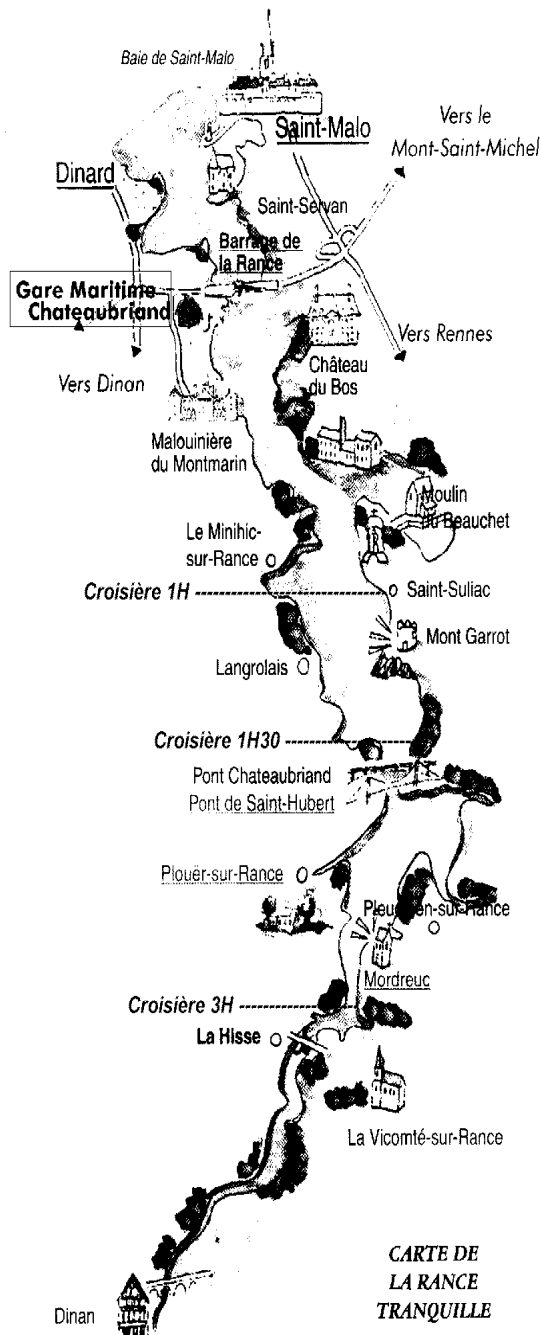 Baie de Saint-Malo
Saint-Malo
Vers le
Mont-Saint-Michel
Dinard
Saint-Servan
Barrage de
la Rance
Gare Maritime
Chateaubriand
Vers Rennes
Château
du Bos
Vers Dinan
Malouinière
du Montmarin
Moulin
du Beauchet
Le Minihic-
sur-Rance
Croisière 1H
Saint-Suliac
Mont Garrot
Langrolais
Croisière 1H30
Pont Chateaubriand
Pont de Saint-Hubert
Plouër-sur-Rance
Pleudihen-sur-Rance
Mordreuc
Croisière 3H
La Hisse
La Vicomté-sur-Rance
CARTE DE
LA RANCE
TRANQUILLE
Dinan